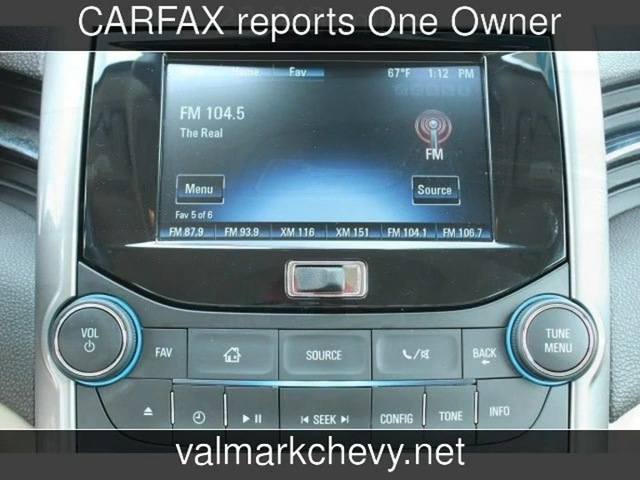 CARFAX reports One Owner
Home Fav 67°F 1:12 PM
FM 104.5
The Real
FM
Menu Source
Fav 5 of 6
FM 87.9 FM 93.9 XM 116 XM 151 FM 104.1 FM 106.7
VOL
TUNE
MENU
FAV SOURCE BACK
SEEK CONFIG TONE INFO
valmarkchevy.net